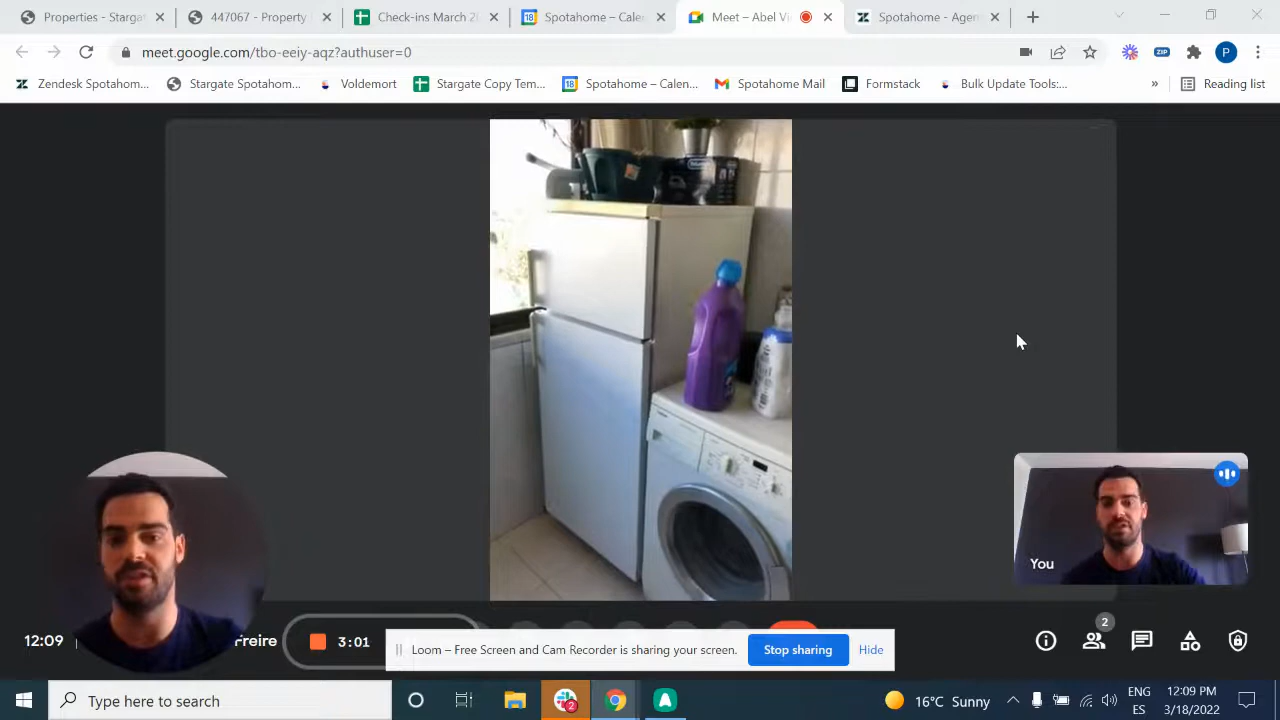 Properties - Stargat
447067 - Property
Check-ins March 2
Spotahome – Cale
Meet – Abel Vi
Spotahome - Agen
meet.google.com/tbo-eeiy-aqz?authuser=0
ZIP
P
Zendesk Spotahom...
Stargate Spotahom...
Voldemort
Stargate Copy Tem...
Spotahome – Calen...
Spotahome Mail
Formstack
Bulk Update Tools:...
»
Reading list
You
12:09
Freire
3:01
2
Loom – Free Screen and Cam Recorder is sharing your screen.
Stop sharing
Hide
Type here to search
2
16°C Sunny
ENG
ES
12:09 PM
3/18/2022